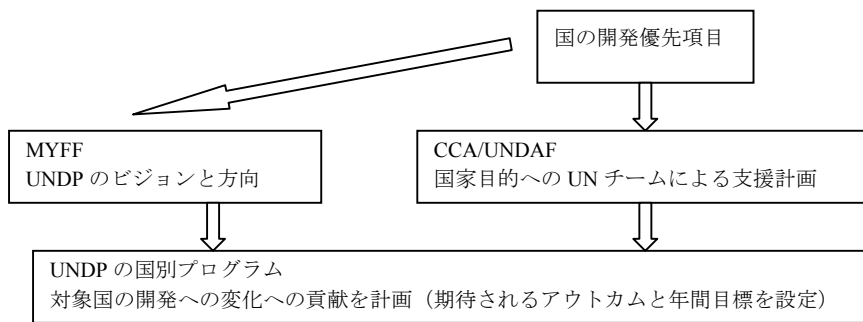 国の開発優先項目
MYFF
UNDP のビジョンと方向
CCA/UNDAF
国家目的への UN チームによる支援計画
UNDP の国別プログラム
対象国の開発への変化への貢献を計画（期待されるアウトカムと年間目標を設定）